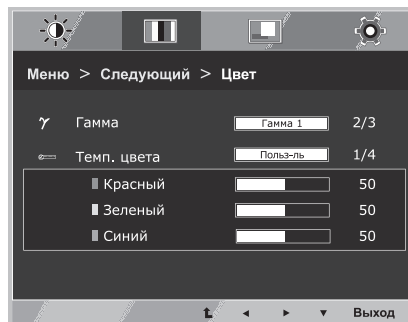 Меню > Следующий > Цвет
γ Гамма Гамма 1 2/3
Темп. цвета Польз-ль 1/4
Красный 50
Зеленый 50
Синий 50
Выход